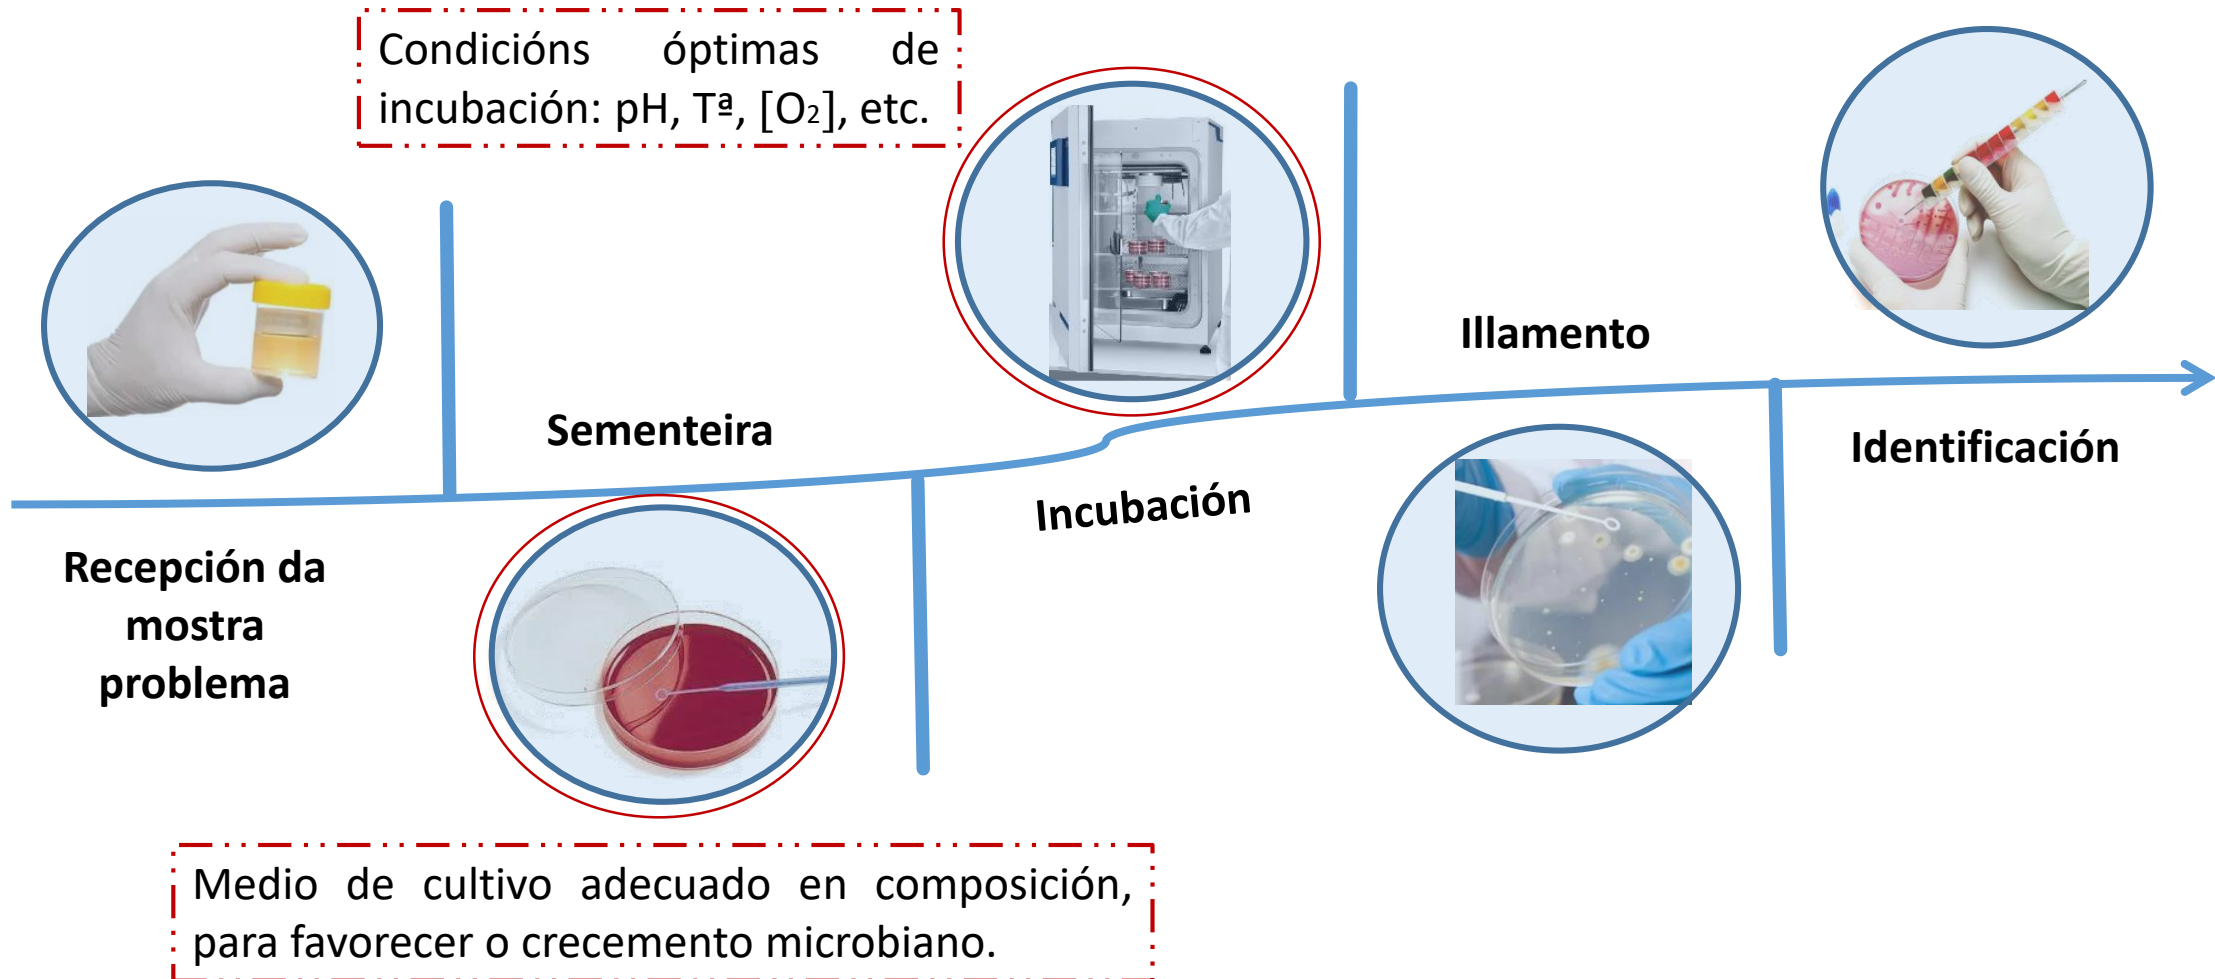 Condicións óptimas de
incubación: pH, Tª, [O₂], etc.
Illamento
Sementeira
Identificación
Incubación
Recepción da
mostra
problema
Medio de cultivo adecuado en composición,
para favorecer o crecemento microbiano.